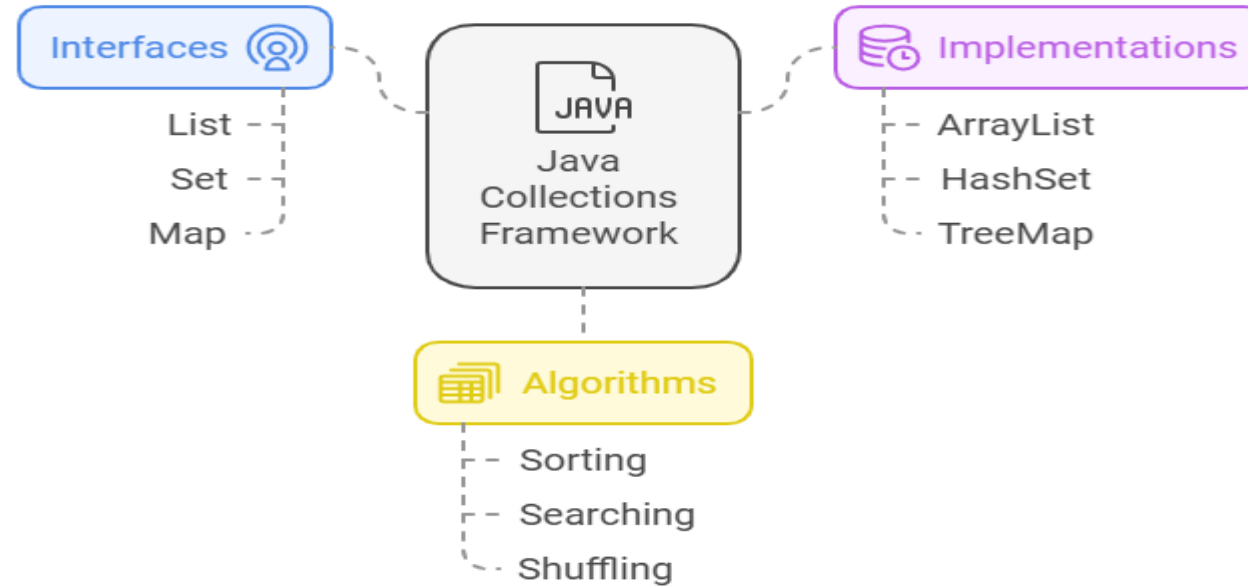 Interfaces
List
Set
Map
JAVA
Java
Collections
Framework
Implementations
ArrayList
HashSet
TreeMap
Algorithms
Sorting
Searching
Shuffling